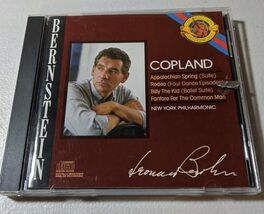 BERNSTEIN
COPLAND
Appalachian Spring (Suite)
Rodeo (Four Dance Episodes)
Billy The Kid (Ballet Suite)
Fanfare For The Common Man
NEW YORK PHILHARMONIC